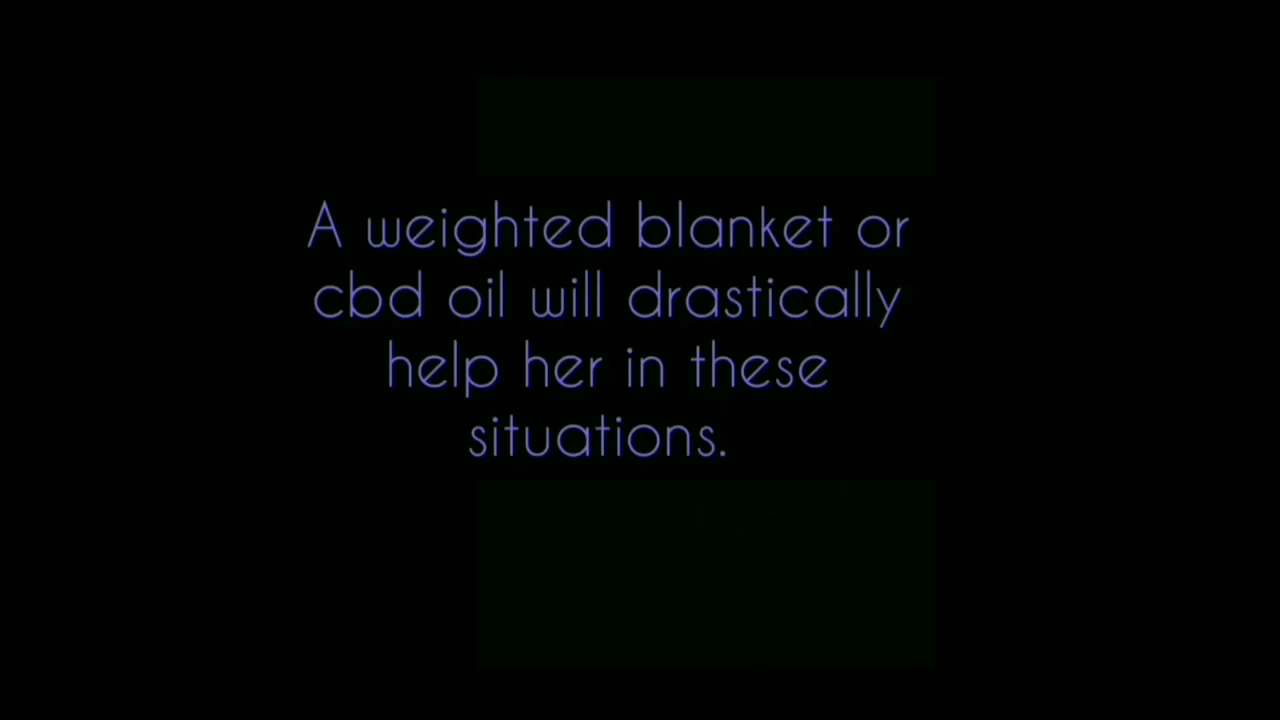 A weighted blanket or
cbd oil will drastically
help her in these
situations.